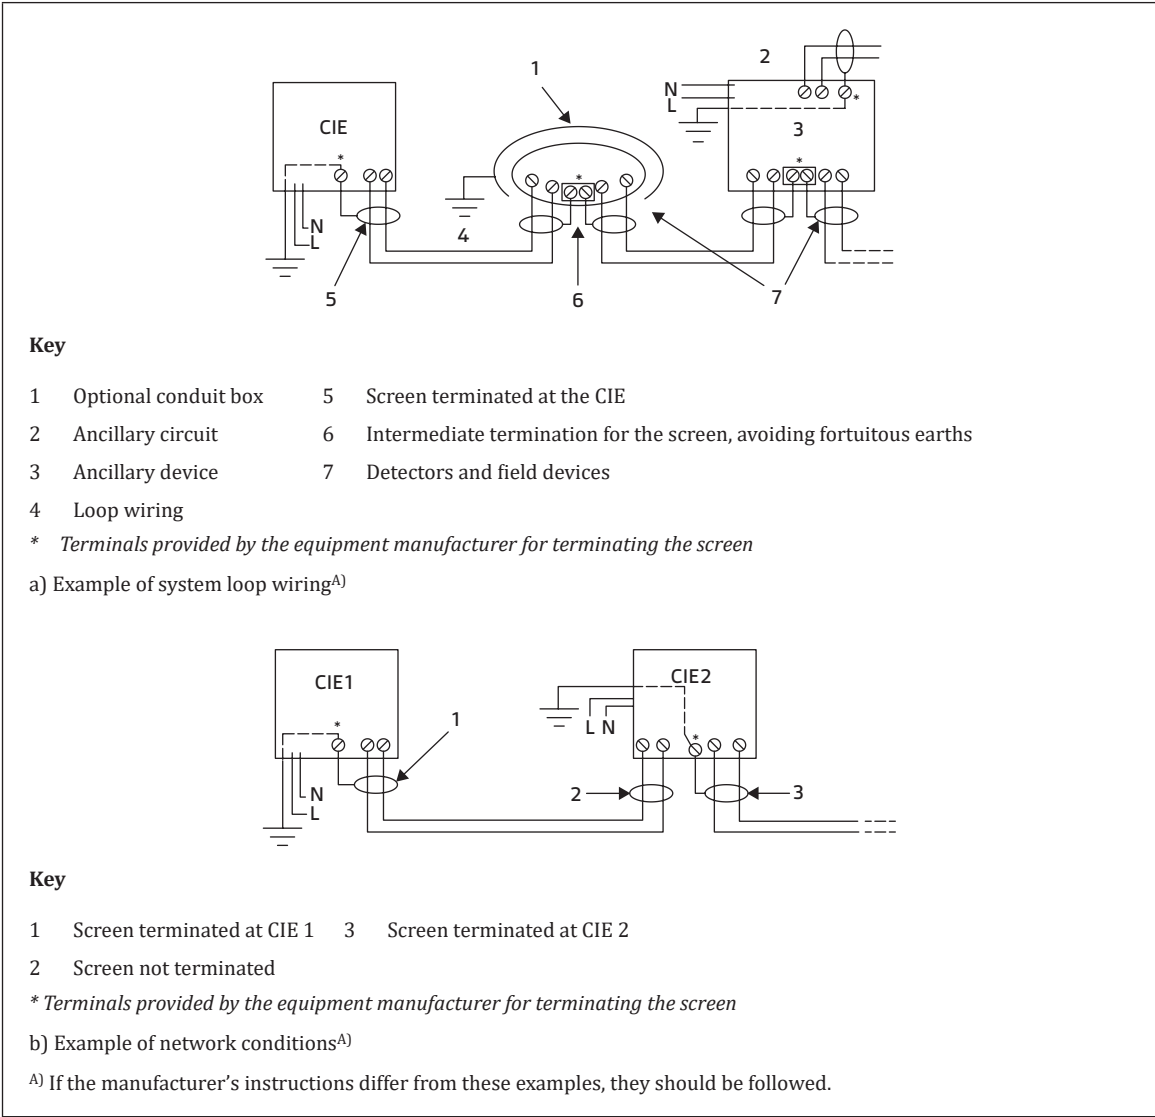 1
2
CIE
N
L
3
*
*
*
*
N
L
4
5
6
7
Key
1 Optional conduit box 5 Screen terminated at the CIE
2 Ancillary circuit 6 Intermediate termination for the screen, avoiding fortuitous earths
3 Ancillary device 7 Detectors and field devices
4 Loop wiring
* Terminals provided by the equipment manufacturer for terminating the screen
a) Example of system loop wiringA)
CIE1
CIE2
*
1
L N
*
N
L
2
3
Key
1 Screen terminated at CIE 1 3 Screen terminated at CIE 2
2 Screen not terminated
* Terminals provided by the equipment manufacturer for terminating the screen
b) Example of network conditionsA)
A) If the manufacturer’s instructions differ from these examples, they should be followed.